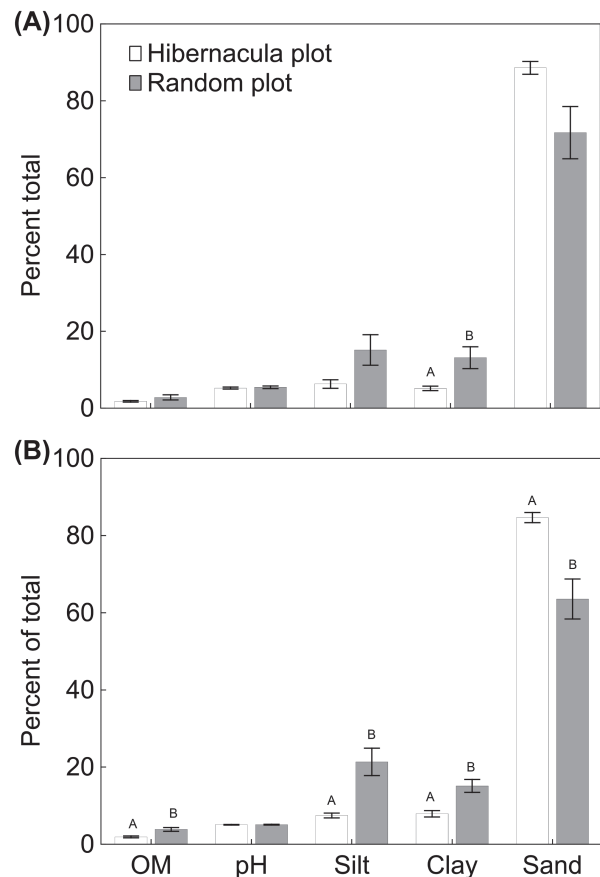 (A)
100
Hibernacula plot
Random plot
80
60
40
20
0
Percent total
B
A
(B)
100
80
60
40
20
0
Percent of total
A
B
B
A
B
A
B
A
OM pH Silt Clay Sand